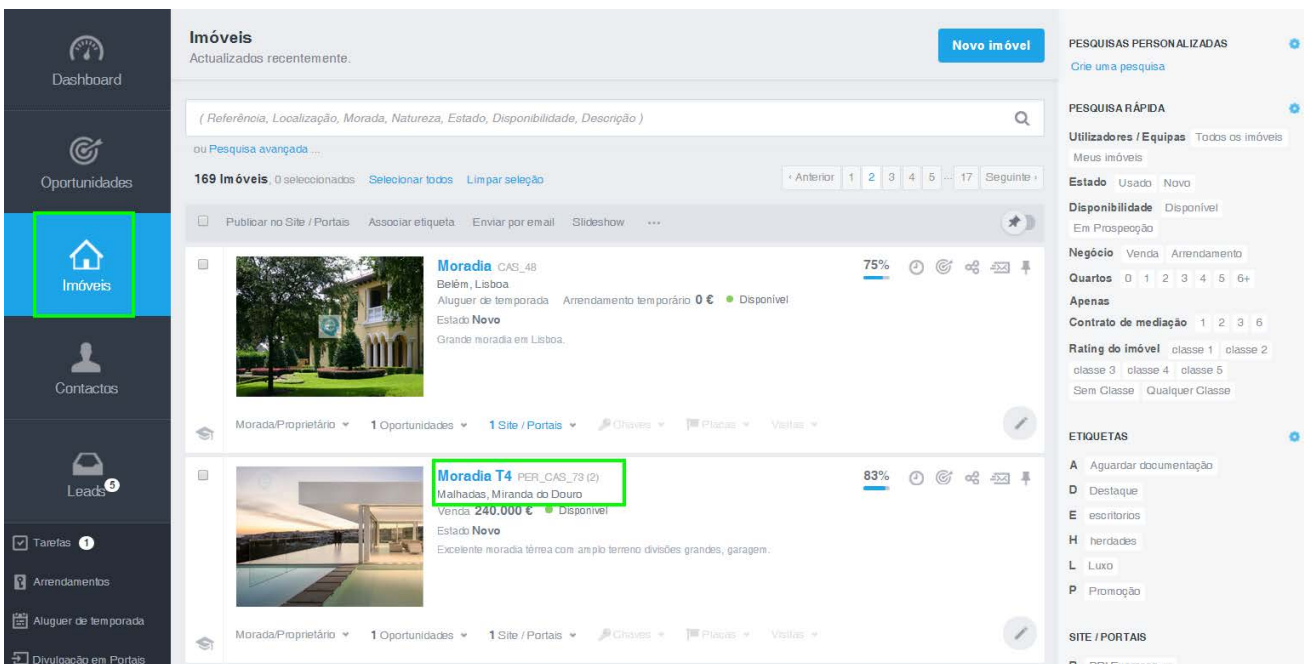 Dashboard
Oportunidades
Imóveis
Contactos
Leads 5
Tarefas 1
Arrendamentos
Aluguer de temporada
Divulgação em Portais
Imóveis
Actualizados recentemente.
Novo imóvel
( Referência, Localização, Morada, Natureza, Estado, Disponibilidade, Descrição )
ou Pesquisa avançada ...
169 Imóveis, 0 seleccionados Selecionar todos Limpar seleção
‹ Anterior 1 2 3 4 5 ... 17 Seguinte ›
Publicar no Site / Portais Associar etiqueta Enviar por email Slideshow ...
Moradia CAS_48 75%
Belém, Lisboa
Aluguer de temporada Arrendamento temporário 0 € Disponível
Estado Novo
Grande moradia em Lisboa.
Morada/Proprietário 1 Oportunidades 1 Site / Portais Chaves Placas Visitas
Moradia T4 PER_CAS_73 (2) 83%
Malhadas, Miranda do Douro
Venda 240.000 € Disponível
Estado Novo
Excelente moradia térrea com amplo terreno divisões grandes, garagem.
Morada/Proprietário 1 Oportunidades 1 Site / Portais Chaves Placas Visitas
PESQUISAS PERSONALIZADAS
Crie uma pesquisa
PESQUISA RÁPIDA
Utilizadores / Equipas Todos os imóveis
Meus imóveis
Estado Usado Novo
Disponibilidade Disponível
Em Prospecção
Negócio Venda Arrendamento
Quartos 0 1 2 3 4 5 6+
Apenas
Contrato de mediação 1 2 3 6
Rating do imóvel classe 1 classe 2
classe 3 classe 4 classe 5
Sem Classe Qualquer Classe
ETIQUETAS
A Aguardar documentação
D Destaque
E escritorios
H herdades
L Luxo
P Promoção
SITE / PORTAIS